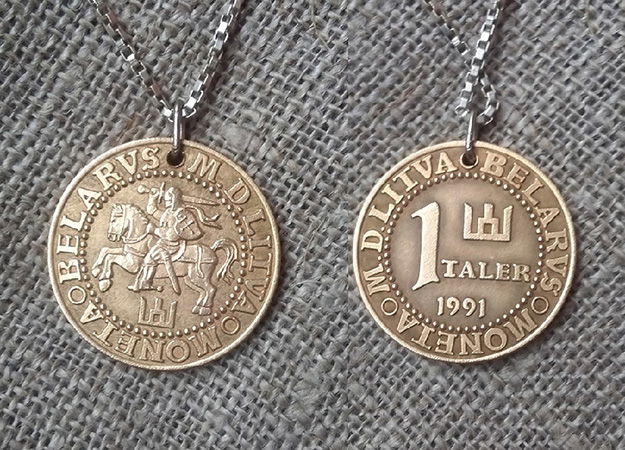 BELARVS M D LITVA MONETA
M D LITVA BELARVS MONETA
1 TALER
1991